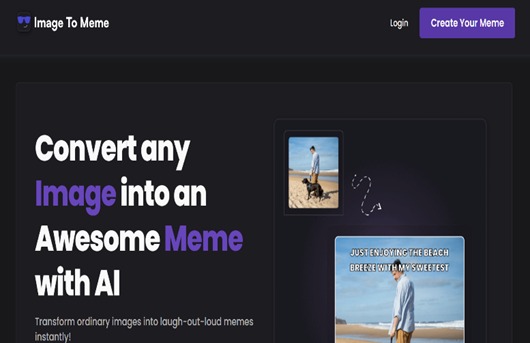 Image To Meme
Login
Create Your Meme
Convert any
Image into an
Awesome Meme
with AI
Transform ordinary images into laugh-out-loud memes
instantly!
JUST ENJOYING THE BEACH
BREEZE WITH MY SWEETEST